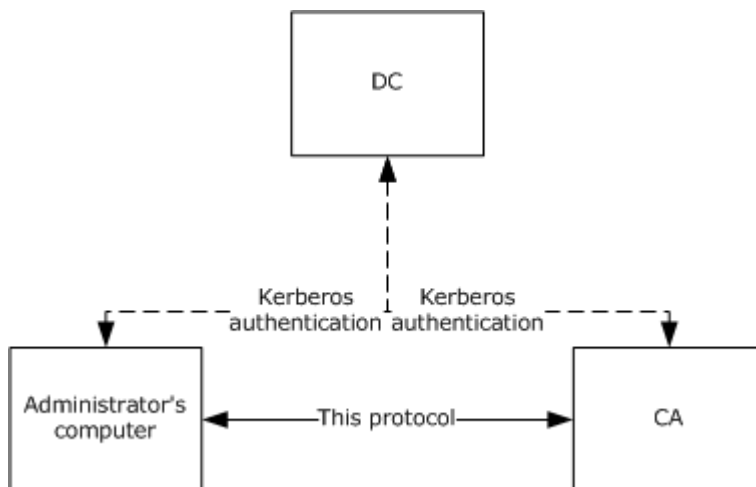 DC
Kerberos
authentication
Kerberos
authentication
Administrator's
computer
This protocol
CA